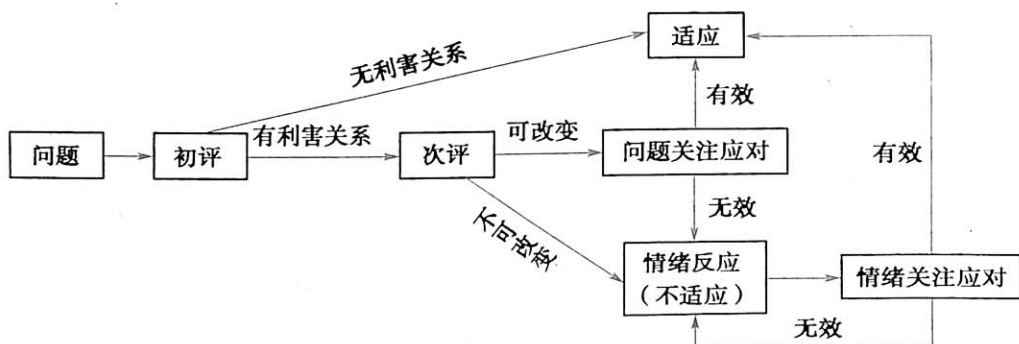 适应
无利害关系
有效
问题
初评
有利害关系
次评
可改变
问题关注应对
有效
无效
不可改变
情绪反应
（不适应）
情绪关注应对
无效